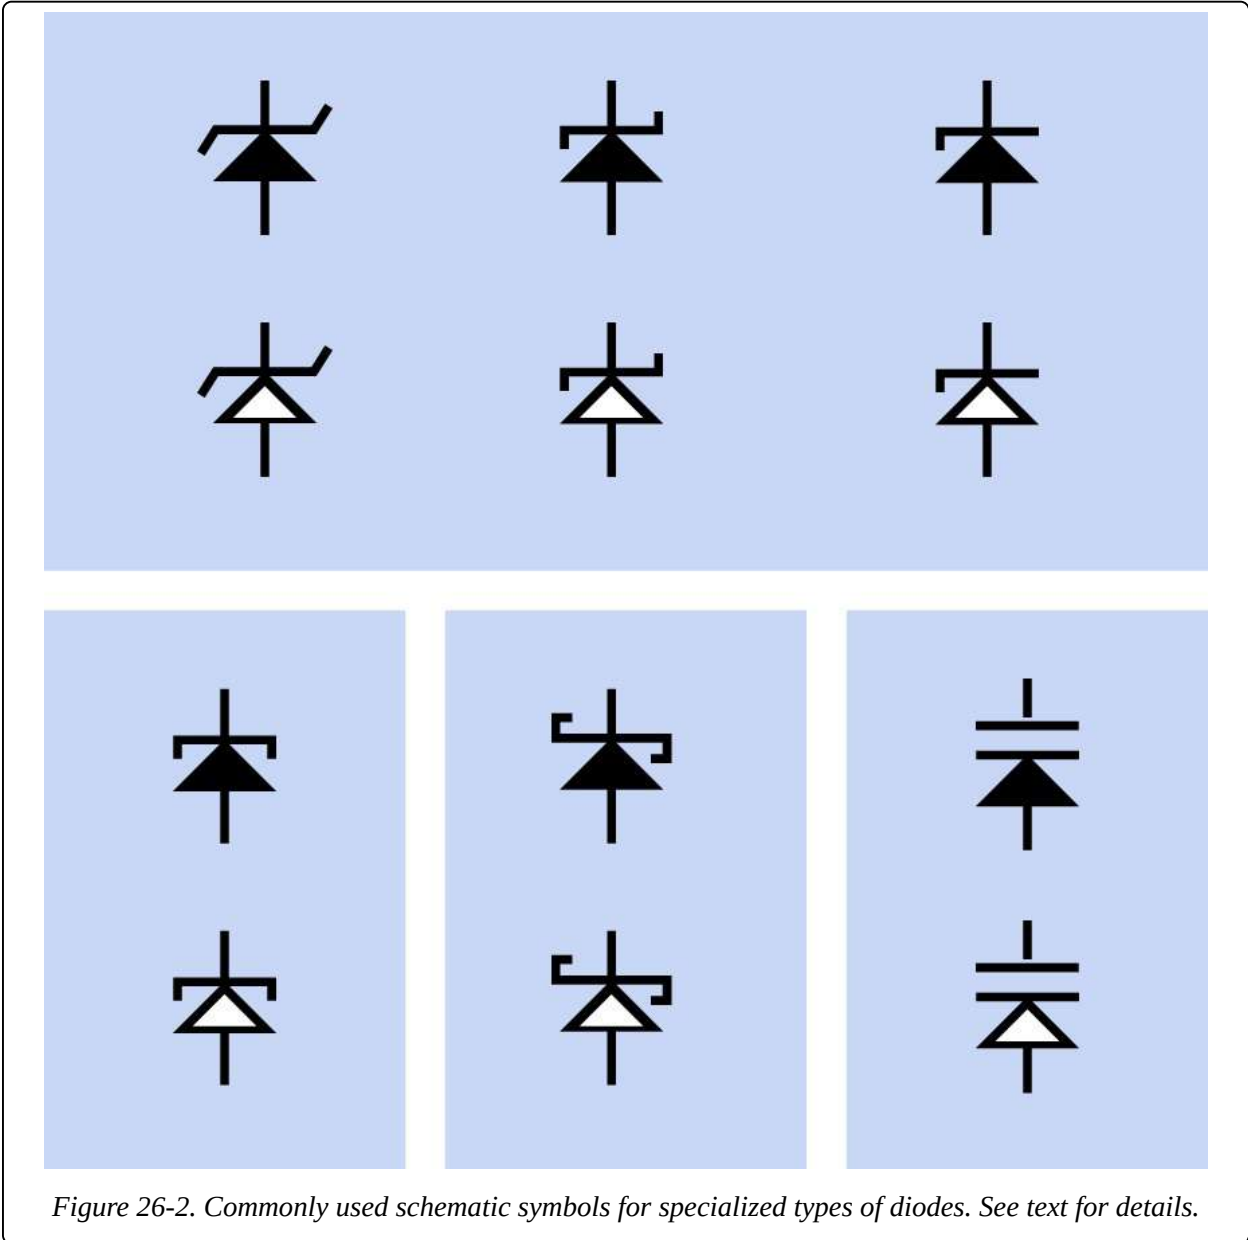 Figure 26-2. Commonly used schematic symbols for specialized types of diodes. See text for details.